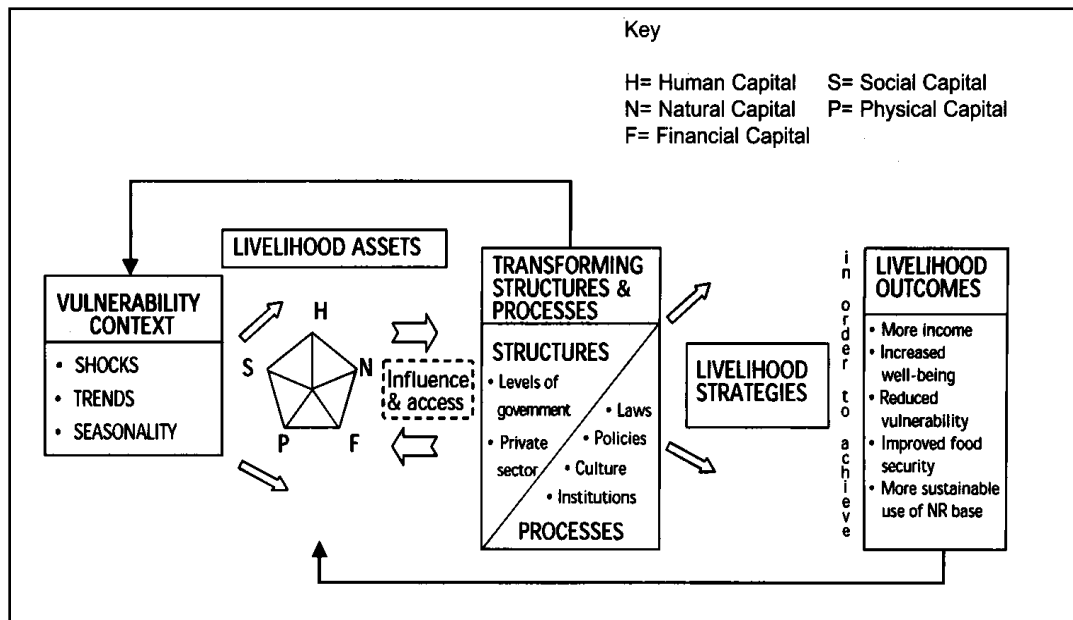 Key
H= Human Capital S= Social Capital
N= Natural Capital P= Physical Capital
F= Financial Capital
LIVELIHOOD ASSETS
VULNERABILITY
CONTEXT
• SHOCKS
• TRENDS
• SEASONALITY
H
S
N
P
F
Influence
& access
TRANSFORMING
STRUCTURES &
PROCESSES
STRUCTURES
• Levels of
government
• Private
sector
• Laws
• Policies
• Culture
• Institutions
PROCESSES
LIVELIHOOD
STRATEGIES
in order to achieve
LIVELIHOOD
OUTCOMES
• More income
• Increased
well-being
• Reduced
vulnerability
• Improved food
security
• More sustainable
use of NR base